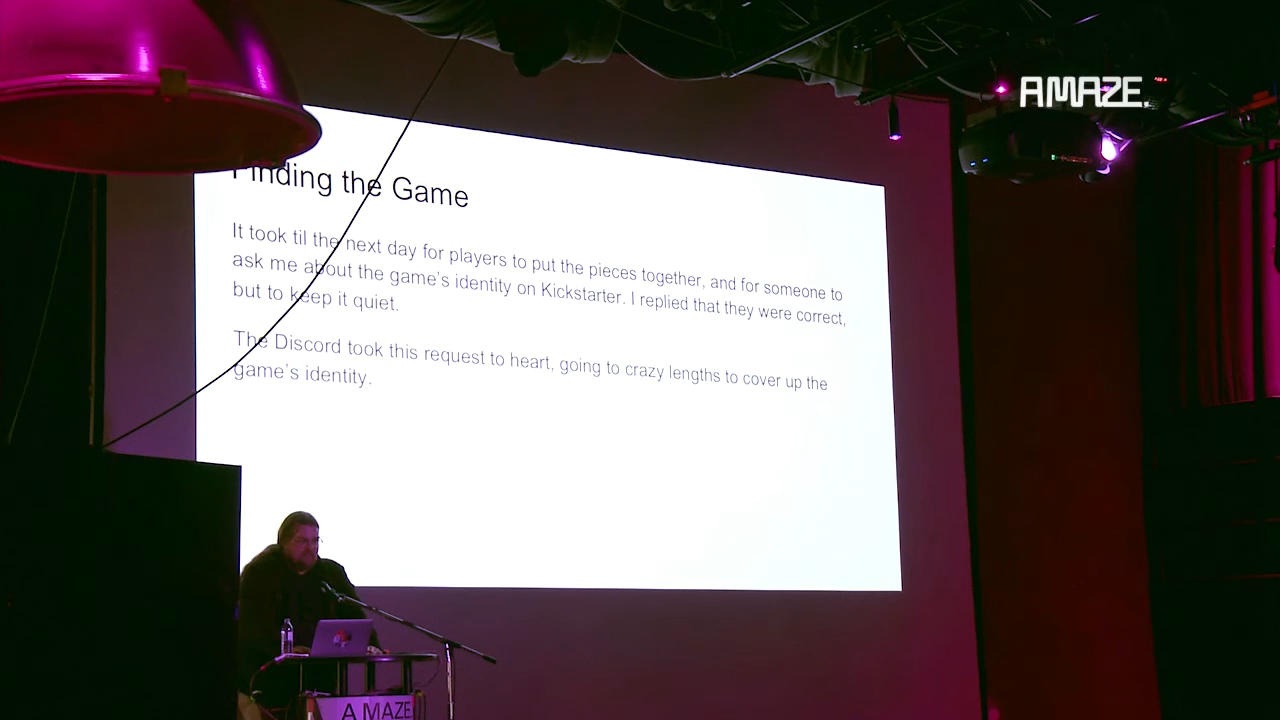 AMAZE.
Finding the Game
It took til the next day for players to put the pieces together, and for someone to
ask me about the game's identity on Kickstarter. I replied that they were correct,
but to keep it quiet.
The Discord took this request to heart, going to crazy lengths to cover up the
game's identity.
A MAZE